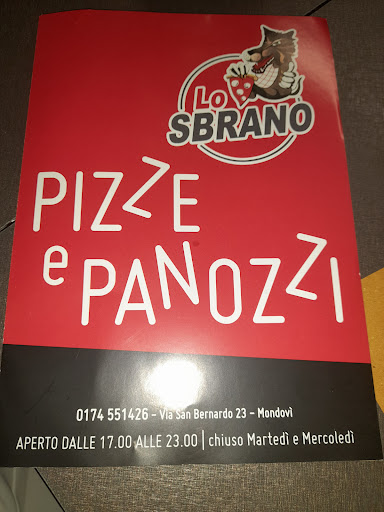 Lo
SBRANO
PIZZE
e PANOZZI
0174 551426 - Via San Bernardo 23 - Mondovì
APERTO DALLE 17.00 ALLE 23.00 | chiuso Martedì e Mercoledì